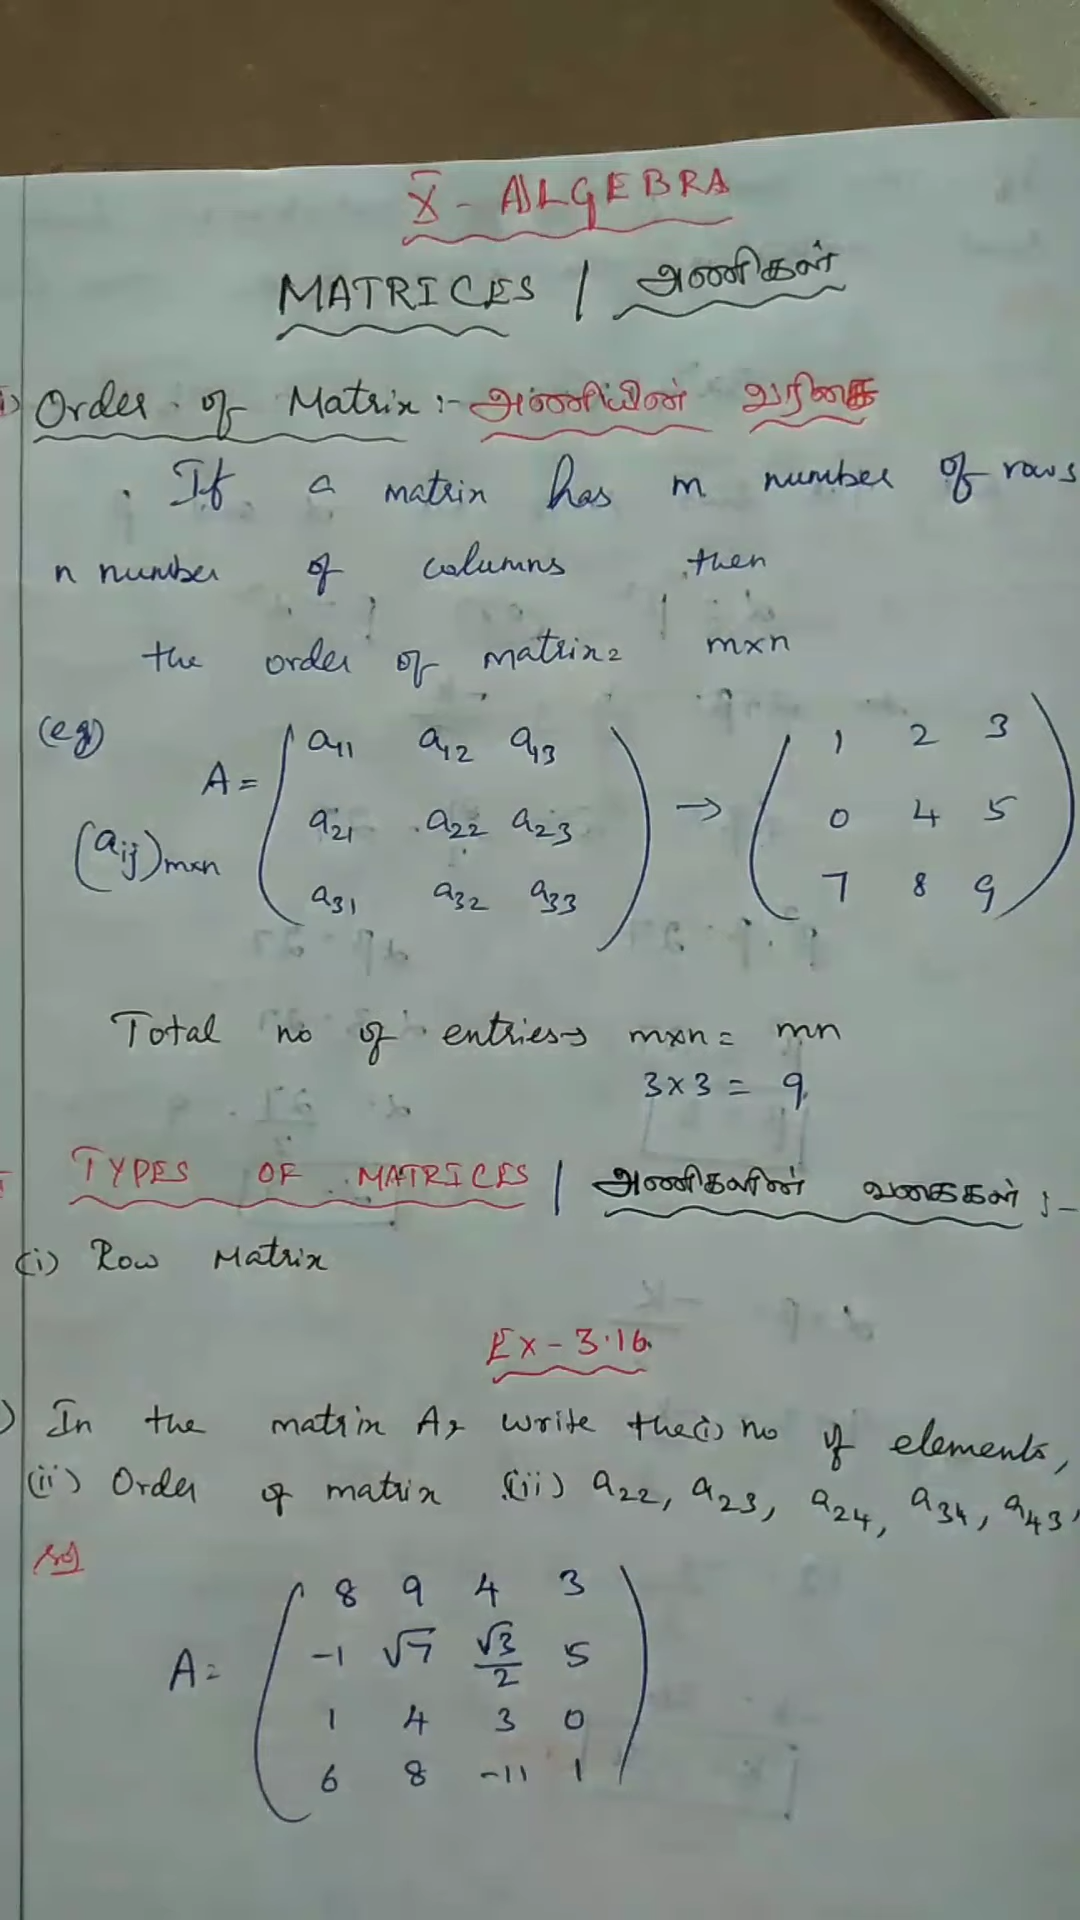 X - ALGEBRA
MATRICES / அணிகள்
Order of Matrix :- அணியின் வரிசை
If a matrix has m number of rows
n number of columns then
the order of matrix = m×n
(eg) A = (a11 a12 a13 → (1 2 3
(aij)m×n a21 a22 a23 0 4 5
a31 a32 a33) 7 8 9)
Total no of entries → m×n = mn
3×3 = 9
TYPES OF MATRICES | அணிகளின் வகைகள் :-
(i) Row Matrix
Ex - 3.16
In the matrix A, write the (i) no of elements,
(ii) Order of matrix (iii) a22, a23, a24, a34, a43,
A = (8 9 4 3
-1 √7 √3/2 5
1 4 3 0
6 8 -11 1)